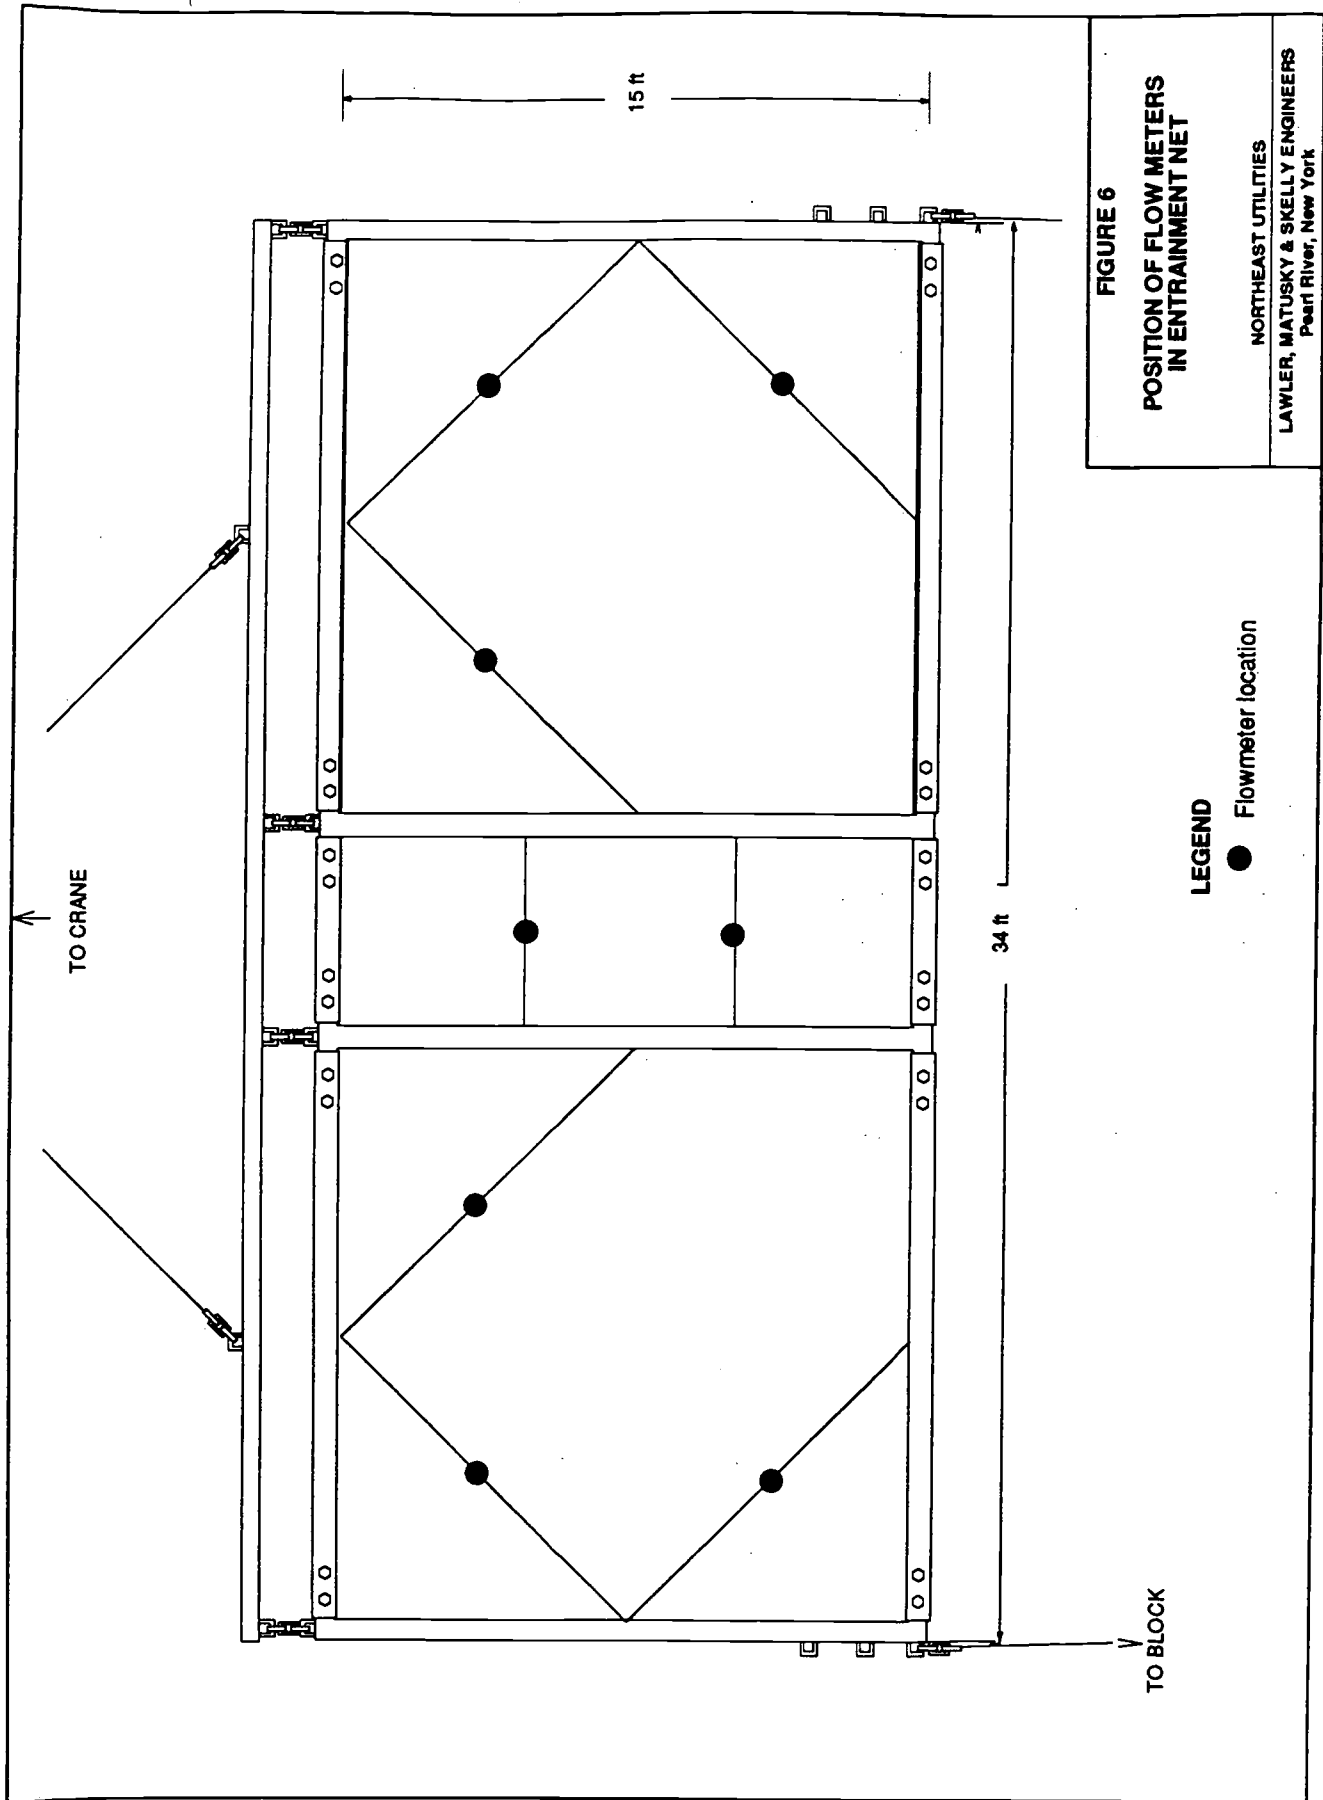 TO CRANE
15 ft
34 ft
TO BLOCK
LEGEND
Flowmeter location
FIGURE 6
POSITION OF FLOW METERS
IN ENTRAINMENT NET
NORTHEAST UTILITIES
LAWLER, MATUSKY & SKELLY ENGINEERS
Pearl River, New York